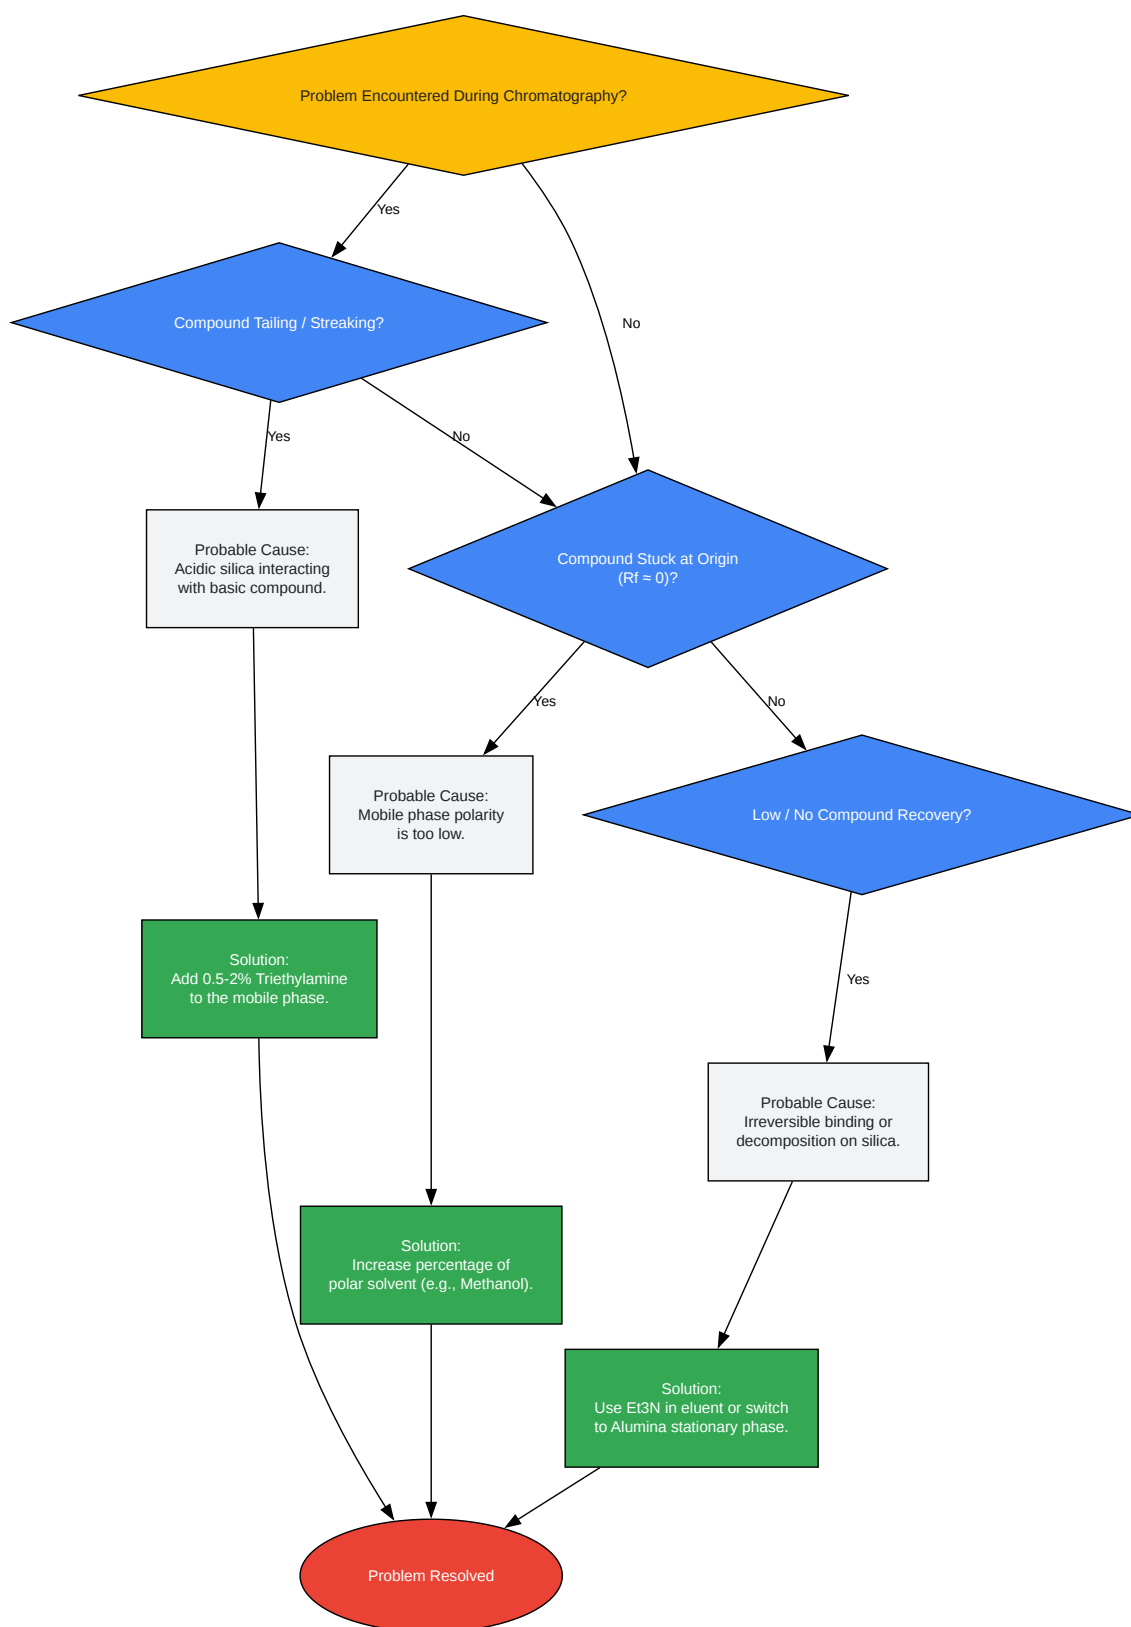 Problem Encountered During Chromatography?
Yes
Compound Tailing / Streaking?
No
Yes
No
Probable Cause:
Acidic silica interacting
with basic compound.
Compound Stuck at Origin
(Rf ≈ 0)?
Yes
No
Probable Cause:
Mobile phase polarity
is too low.
Low / No Compound Recovery?
Solution:
Add 0.5-2% Triethylamine
to the mobile phase.
Yes
Probable Cause:
Irreversible binding or
decomposition on silica.
Solution:
Increase percentage of
polar solvent (e.g., Methanol).
Solution:
Use Et3N in eluent or switch
to Alumina stationary phase.
Problem Resolved